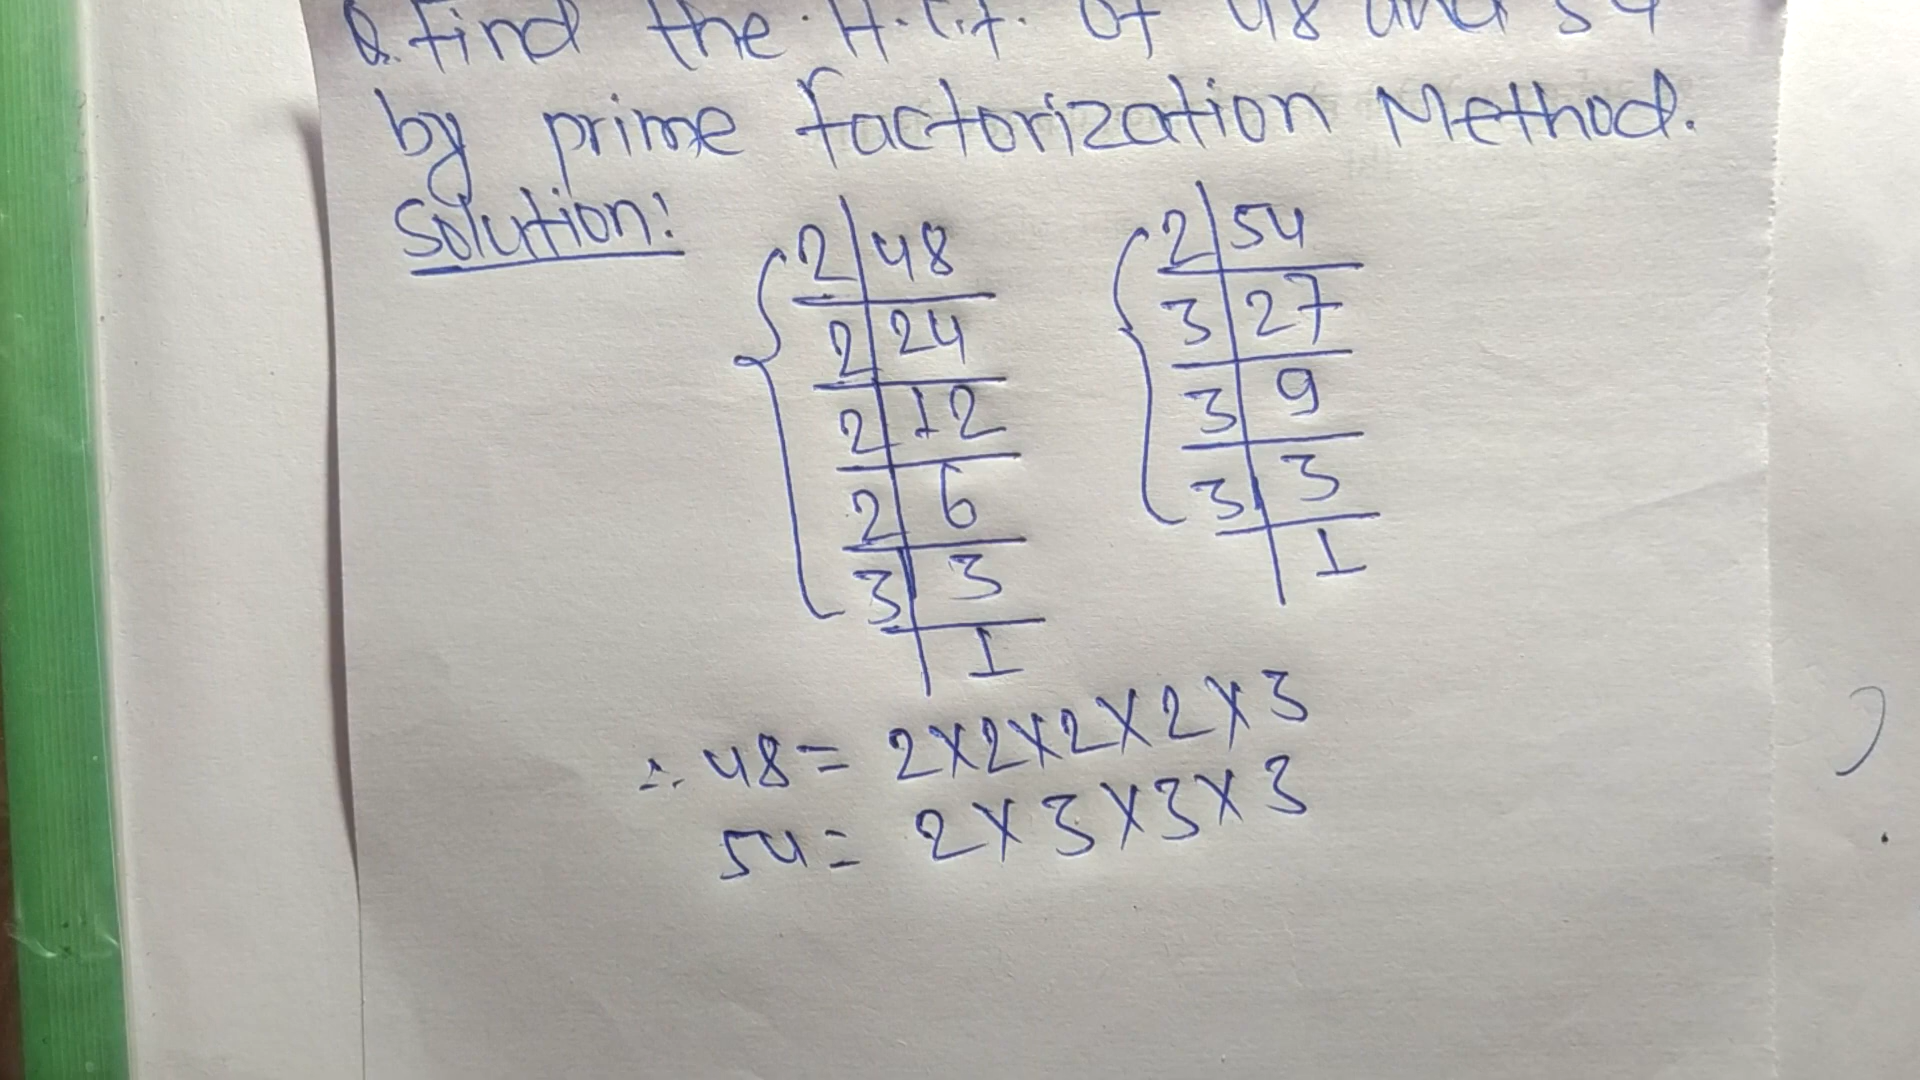 Q. Find the H.C.F. of 48 and 54
by prime factorization Method.
Solution:
2 | 48
2 | 24
2 | 12
2 | 6
3 | 3
| 1
2 | 54
3 | 27
3 | 9
3 | 3
| 1
∴ 48 = 2×2×2×2×3
54 = 2×3×3×3